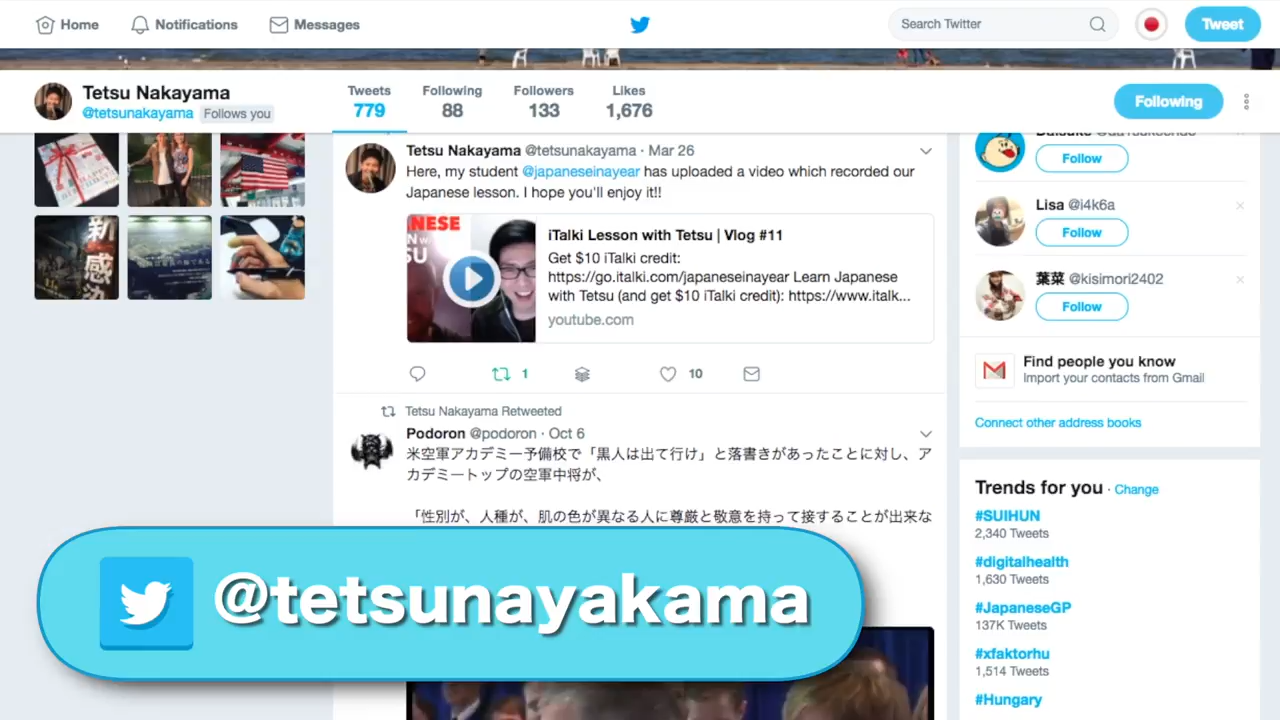 Home
Notifications
Messages
Search Twitter
Tweet
Tetsu Nakayama
@tetsunakayama
Follows you
Tweets
779
Following
88
Followers
133
Likes
1,676
Following
Tetsu Nakayama @tetsunakayama · Mar 26
Here, my student @japaneseinayear has uploaded a video which recorded our
Japanese lesson. I hope you'll enjoy it!!
iTalki Lesson with Tetsu | Vlog #11
Get $10 iTalki credit:
https://go.italki.com/japaneseinayear Learn Japanese
with Tetsu (and get $10 iTalki credit): https://www.italk...
youtube.com
1
10
Tetsu Nakayama Retweeted
Podoron @podoron · Oct 6
米空軍アカデミー予備校で「黒人は出て行け」と落書きがあったことに対し、ア
カデミートップの空軍中将が、
「性別が、人種が、肌の色が異なる人に尊厳と敬意を持って接することが出来な
@tetsunayakama
Follow
Lisa @i4k6a
Follow
葉菜 @kisimori2402
Follow
Find people you know
Import your contacts from Gmail
Connect other address books
Trends for you · Change
#SUIHUN
2,340 Tweets
#digitalhealth
1,630 Tweets
#JapaneseGP
137K Tweets
#xfaktorhu
1,514 Tweets
#Hungary